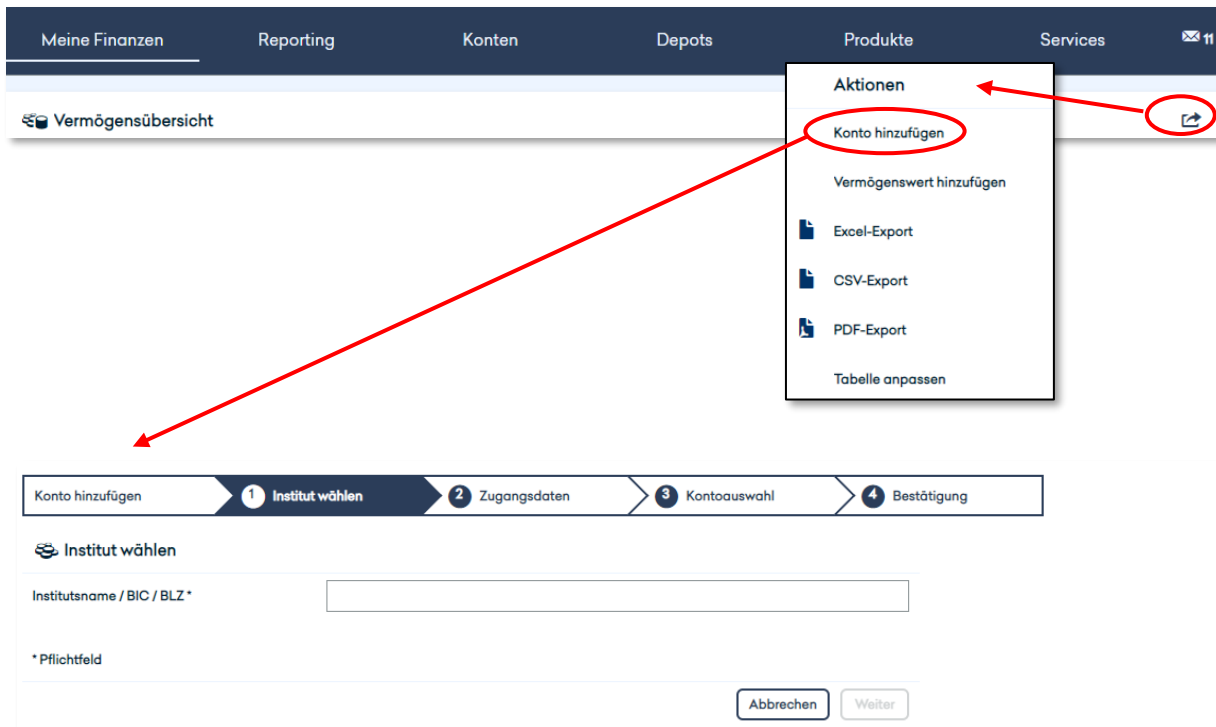 Meine Finanzen Reporting Konten Depots Produkte Services 11
Vermögensübersicht
Aktionen
Konto hinzufügen
Vermögenswert hinzufügen
Excel-Export
CSV-Export
PDF-Export
Tabelle anpassen
Konto hinzufügen 1 Institut wählen 2 Zugangsdaten 3 Kontoauswahl 4 Bestätigung
Institut wählen
Institutsname / BIC / BLZ *
* Pflichtfeld
Abbrechen Weiter